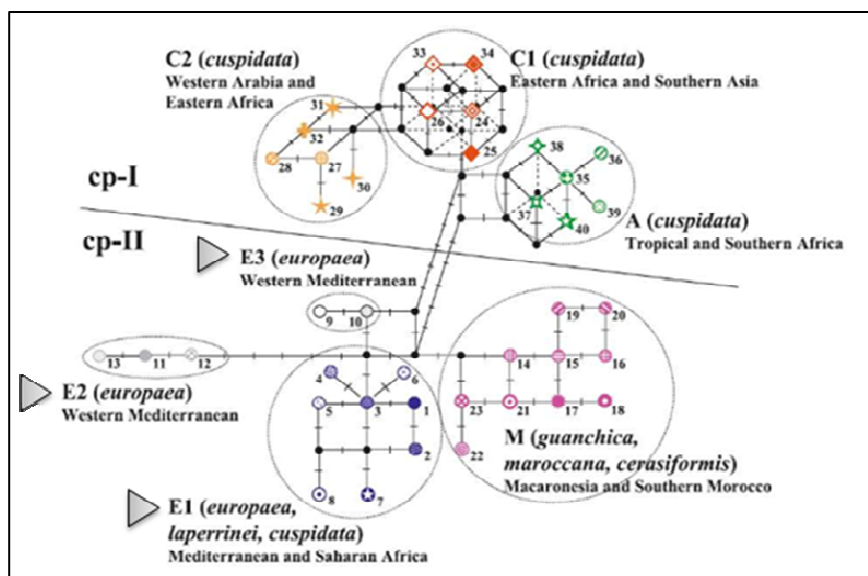 C2 (cuspidata)
Western Arabia and
Eastern Africa
33
34
C1 (cuspidata)
Eastern Africa and Southern Asia
31
32
26
24
28
27
25
30
29
38
36
35
37
39
40
cp-I
A (cuspidata)
Tropical and Southern Africa
cp-II
E3 (europaea)
Western Mediterranean
9
10
19
20
13
11
12
14
15
16
E2 (europaea)
Western Mediterranean
4
6
5
3
1
2
23
21
17
18
22
8
7
M (guanchica,
maroccana, cerasiformis)
Macaronesia and Southern Morocco
E1 (europaea,
laperrinei, cuspidata)
Mediterranean and Saharan Africa